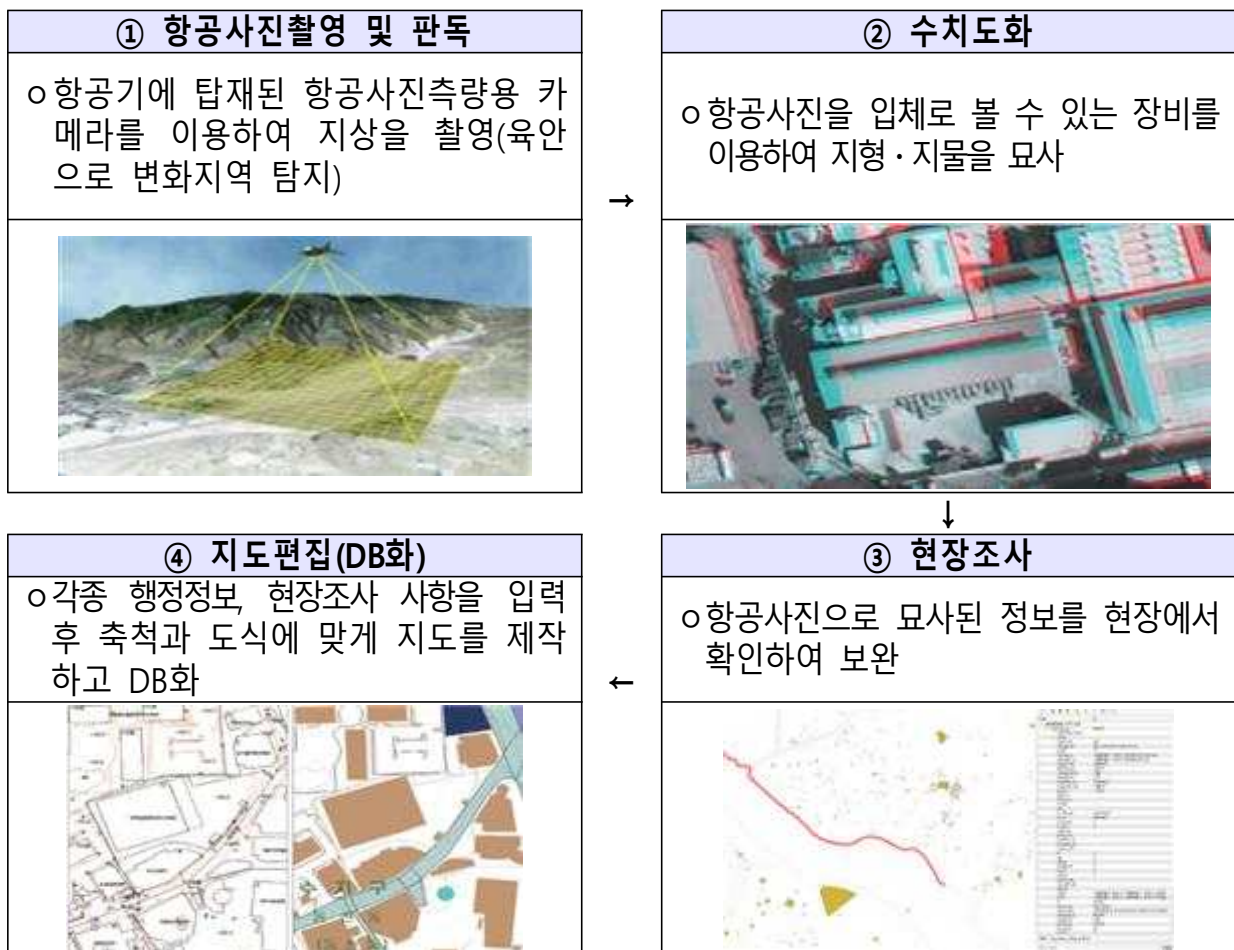 ① 항공사진촬영 및 판독
ㅇ항공기에 탑재된 항공사진측량용 카
메라를 이용하여 지상을 촬영(육안
으로 변화지역 탐지)
→
② 수치도화
ㅇ항공사진을 입체로 볼 수 있는 장비를
이용하여 지형·지물을 묘사
↓
③ 현장조사
ㅇ항공사진으로 묘사된 정보를 현장에서
확인하여 보완
←
④ 지도편집(DB화)
ㅇ각종 행정정보, 현장조사 사항을 입력
후 축척과 도식에 맞게 지도를 제작
하고 DB화